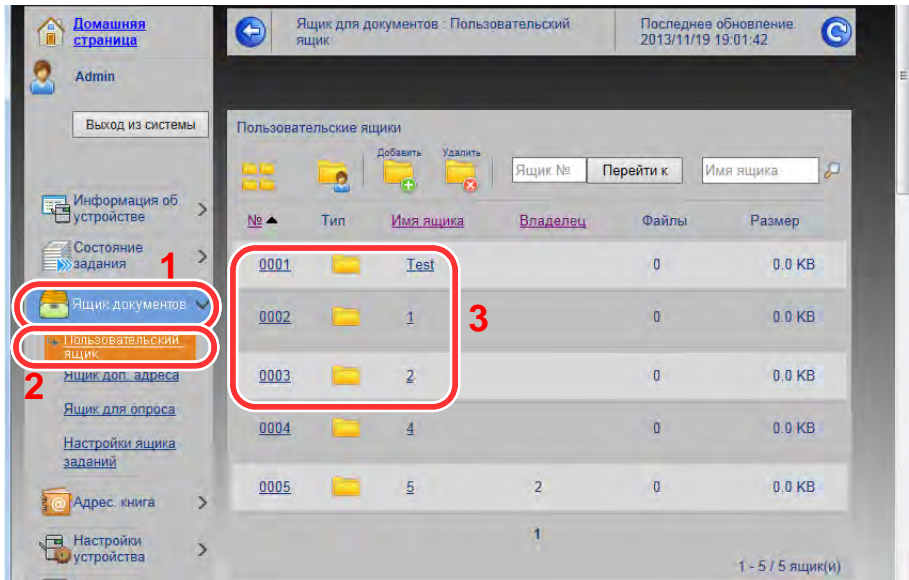 Домашняя
страница
Admin
Выход из системы
Информация об
устройстве
Состояние
задания
1
Ящик документов
Пользовательский
ящик
2
Ящик доп. адреса
Ящик для опроса
Настройки ящика
заданий
Адрес. книга
Настройки
устройства
Ящик для документов : Пользовательский
ящик
Последнее обновление:
2013/11/19 19:01:42
Пользовательские ящики
Добавить Удалить
Ящик № Перейти к Имя ящика
№ Тип Имя ящика Владелец Файлы Размер
0001 Test 0 0.0 KB
0002 1 0 0.0 KB
3
0003 2 0 0.0 KB
0004 4 0 0.0 KB
0005 5 2 0 0.0 KB
1
1 - 5 / 5 ящик(и)